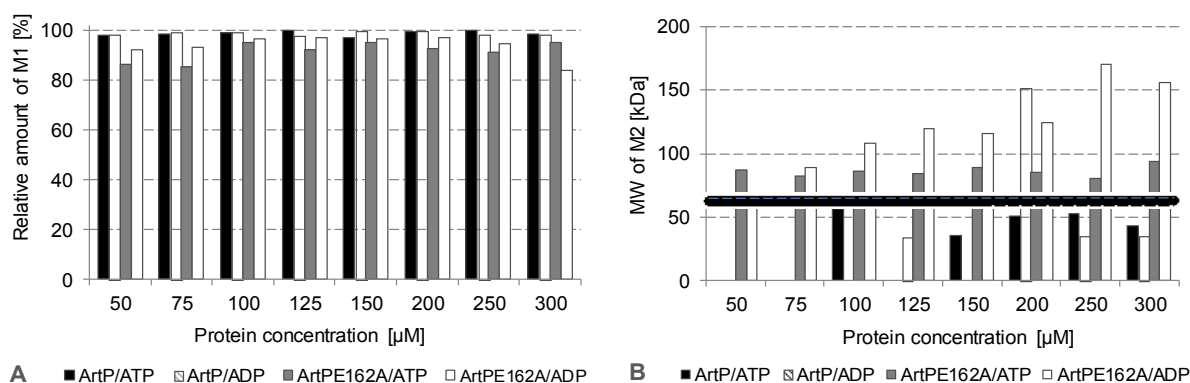 Relative amount of M1 [%]
100
80
60
40
20
0
50 75 100 125 150 200 250 300
Protein concentration [µM]
A ArtP/ATP ArtP/ADP ArtPE162A/ATP ArtPE162A/ADP
MW of M2 [kDa]
200
150
100
50
0
50 75 100 125 150 200 250 300
Protein concentration [µM]
B ArtP/ATP ArtP/ADP ArtPE162A/ATP ArtPE162A/ADP